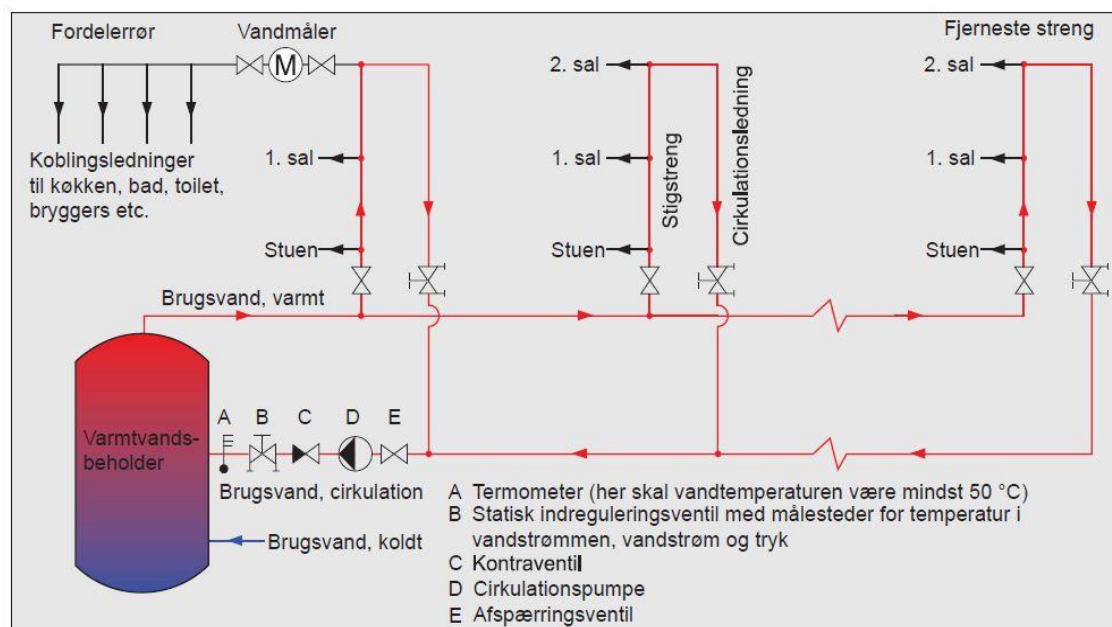 Fordelerrør
Vandmåler
Fjerneste streng
M
2. sal
2. sal
Koblingsledninger
til køkken, bad, toilet,
bryggers etc.
1. sal
1. sal
1. sal
Stigstreng
Cirkulationsledning
Stuen
Stuen
Stuen
Brugsvand, varmt
A B C D E
Varmtvands-
beholder
Brugsvand, cirkulation
Brugsvand, koldt
A Termometer (her skal vandtemperaturen være mindst 50 °C)
B Statisk indreguleringsventil med målesteder for temperatur i
vandstrømmen, vandstrøm og tryk
C Kontraventil
D Cirkulationspumpe
E Afspærringsventil